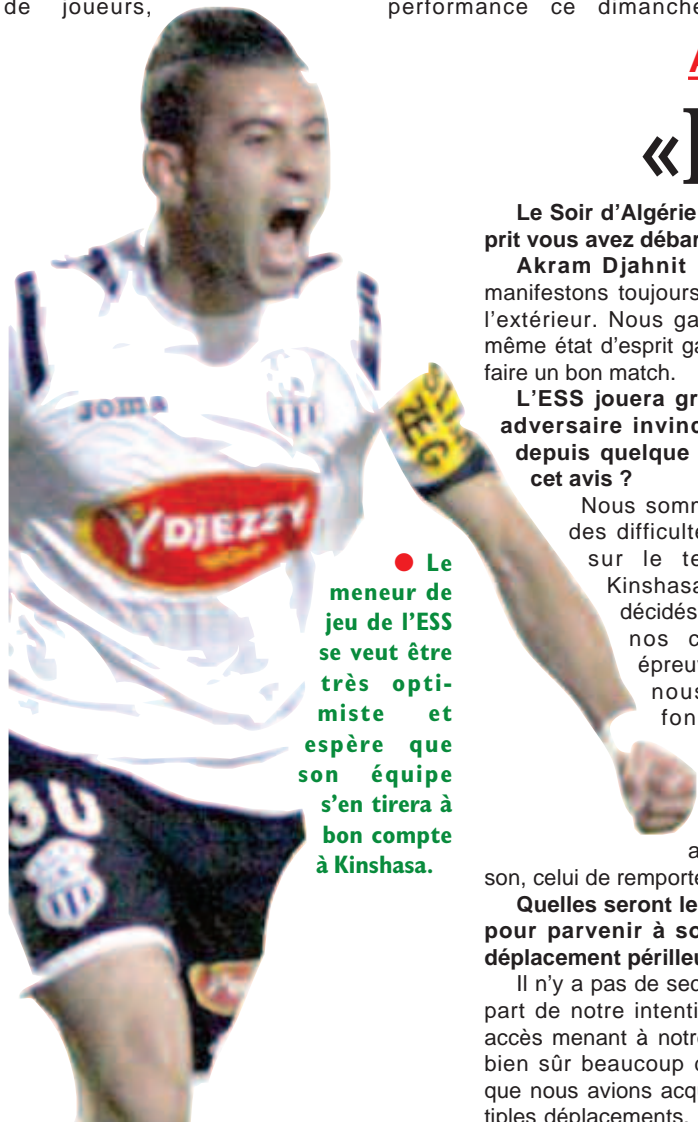 de joueurs,
performance ce dimanche
«
Le Soir d’Algérie
prit vous avez débar
Akram Djahnit
manifestons toujours
l’extérieur. Nous ga
même état d’esprit ga
faire un bon match.
L’ESS jouera gr
adversaire invinc
depuis quelque
cet avis ?
Nous somm
des difficulté
sur le te
Kinshasa
décidés
nos c
épreu
nous
fon
a
son, celui de remporte
Quelles seront le
pour parvenir à so
déplacement périlleu
Il n’y a pas de sec
part de notre intenti
accès menant à notre
bien sûr beaucoup d
que nous avions acqu
tiples déplacements.
● Le
meneur de
jeu de l’ESS
se veut être
très opti-
miste et
espère que
son équipe
s’en tirera à
bon compte
à Kinshasa.
joma
DJEZZY
30